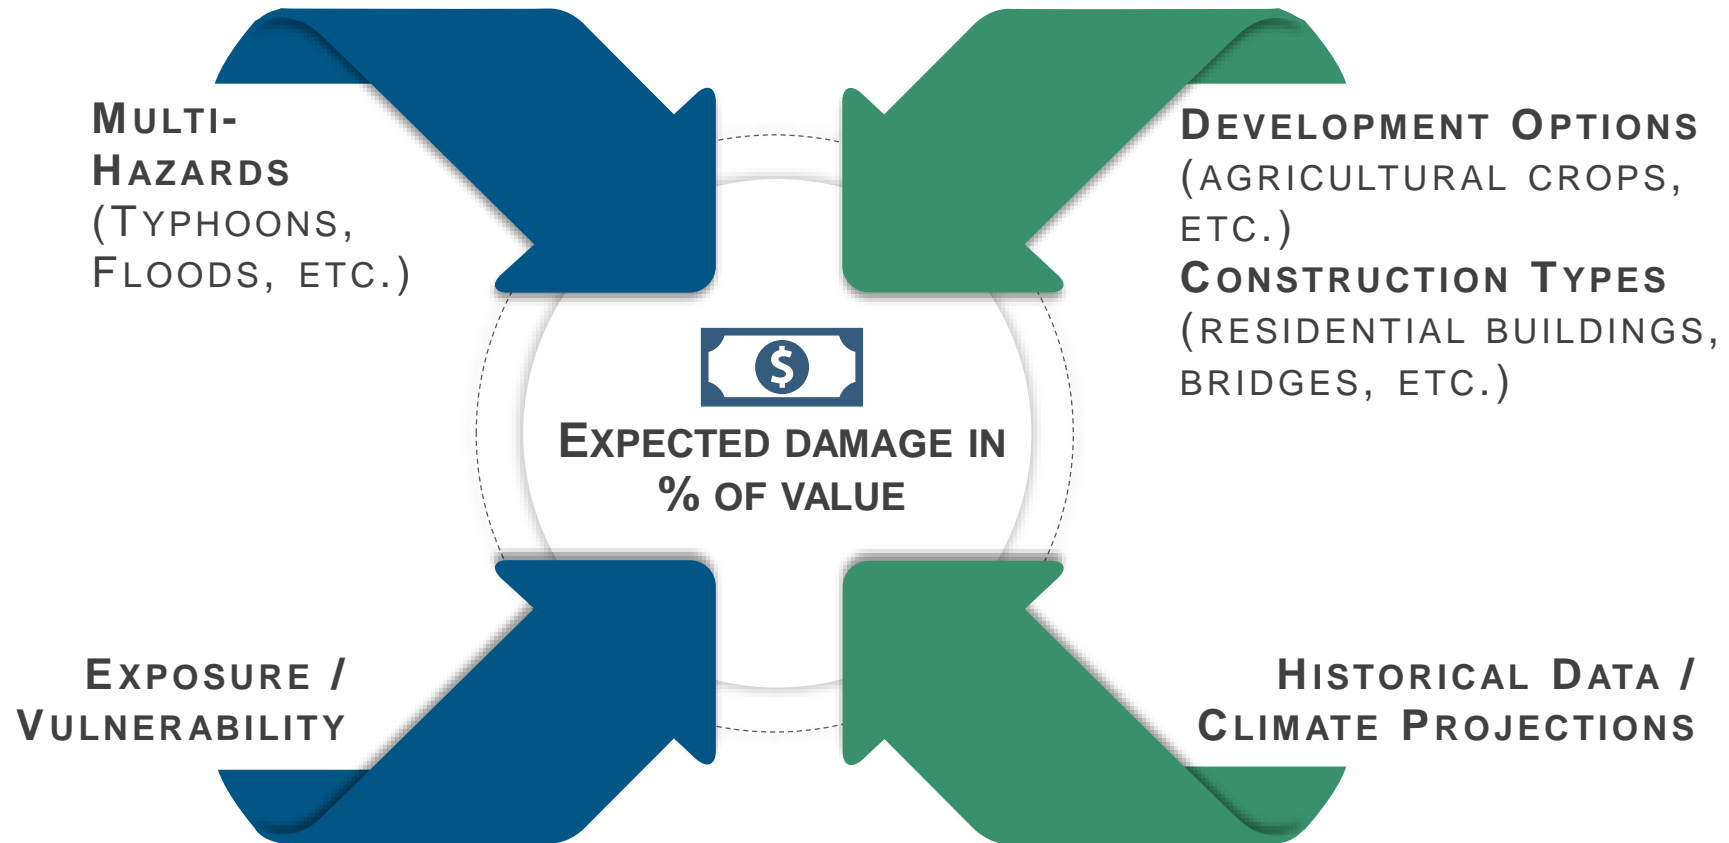 MULTI-
HAZARDS
(TYPHOONS,
FLOODS, ETC.)
DEVELOPMENT OPTIONS
(AGRICULTURAL CROPS,
ETC.)
CONSTRUCTION TYPES
(RESIDENTIAL BUILDINGS,
BRIDGES, ETC.)
$
EXPECTED DAMAGE IN
% OF VALUE
EXPOSURE /
VULNERABILITY
HISTORICAL DATA /
CLIMATE PROJECTIONS